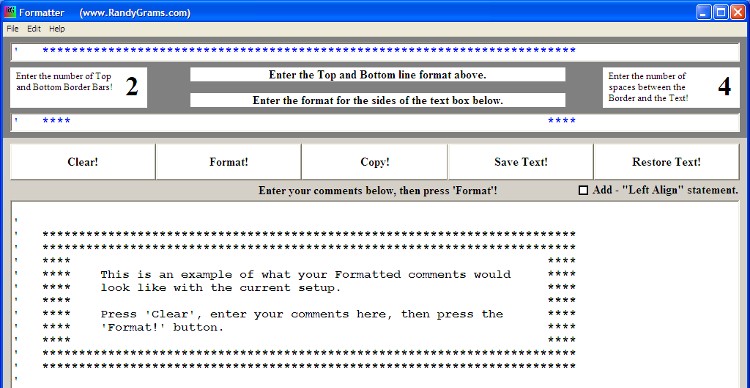 Formatter (www.RandyGrams.com)
File Edit Help
' *****************************************************************************
Enter the number of Top
and Bottom Border Bars!
2
Enter the Top and Bottom line format above.
Enter the format for the sides of the text box below.
Enter the number of
spaces between the
Border and the Text!
4
' **** ****
Clear! Format! Copy! Save Text! Restore Text!
Enter your comments below, then press 'Format'!
Add - "Left Align" statement.
'
' *****************************************************************************
' *****************************************************************************
' **** ****
' **** This is an example of what your Formatted comments would ****
' **** look like with the current setup. ****
' **** ****
' **** Press 'Clear', enter your comments here, then press the ****
' **** 'Format!' button. ****
' **** ****
' *****************************************************************************
' *****************************************************************************
'